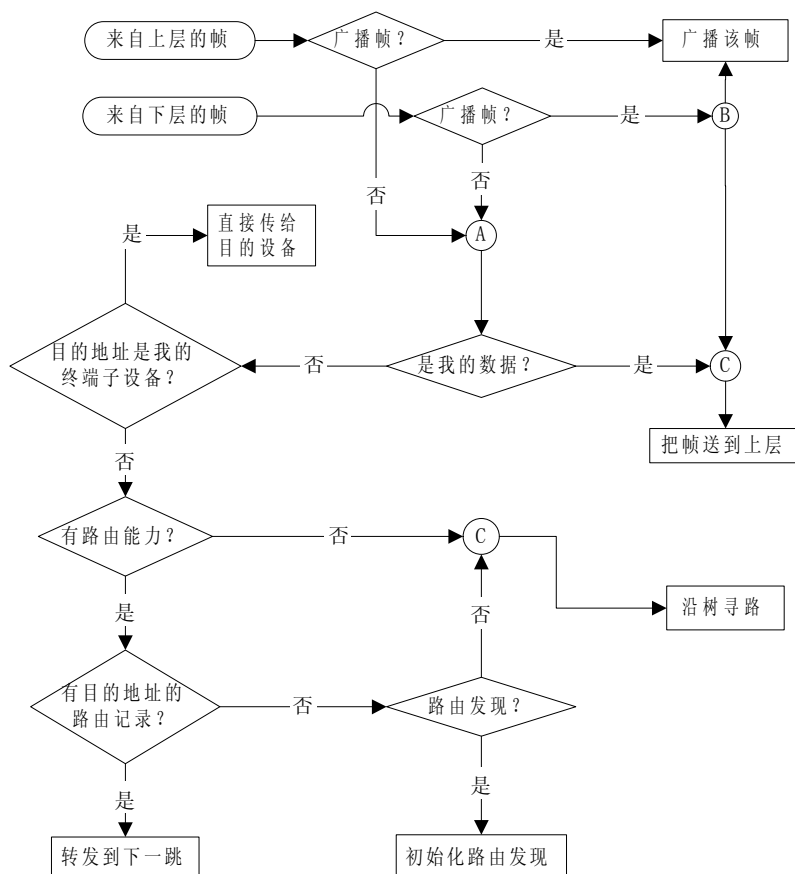 来自上层的帧
广播帧？
是
广播该帧
来自下层的帧
广播帧？
是
B
否
否
A
是
直接传给
目的设备
目的地址是我的
终端子设备？
否
是我的数据？
是
C
把帧送到上层
否
有路由能力？
否
C
是
否
沿树寻路
有目的地址的
路由记录？
否
路由发现？
是
是
转发到下一跳
初始化路由发现